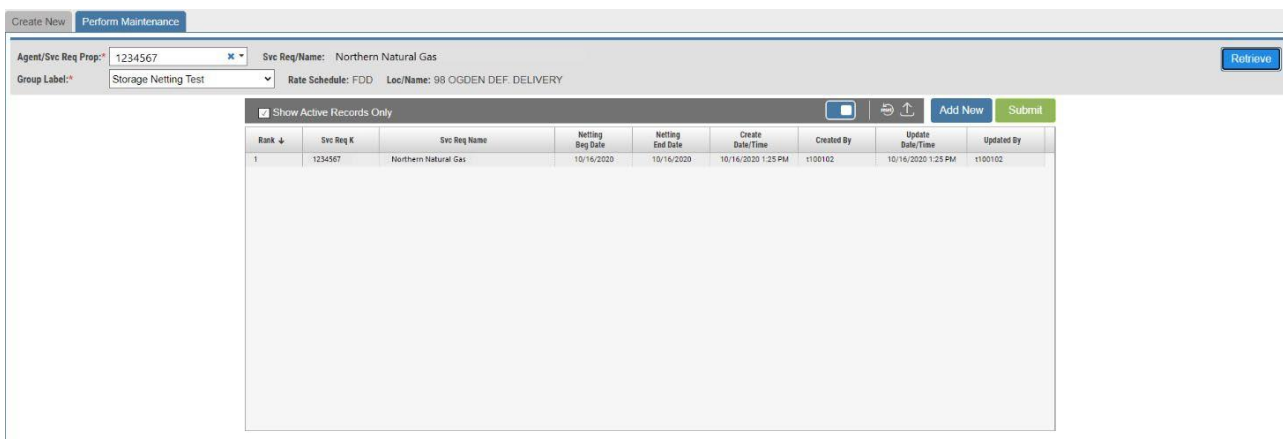 Create New Perform Maintenance
Agent/Svc Req Prop:* 1234567 Svc Req/Name: Northern Natural Gas Retrieve
Group Label:* Storage Netting Test Rate Schedule: FDD Loc/Name: 98 OGDEN DEF. DELIVERY
Show Active Records Only Add New Submit
Rank Svc Req K Svc Req Name Netting Beg Date Netting End Date Create Date/Time Created By Update Date/Time Updated By
1 1234567 Northern Natural Gas 10/16/2020 10/16/2020 10/16/2020 1:25 PM t100102 10/16/2020 1:25 PM t100102